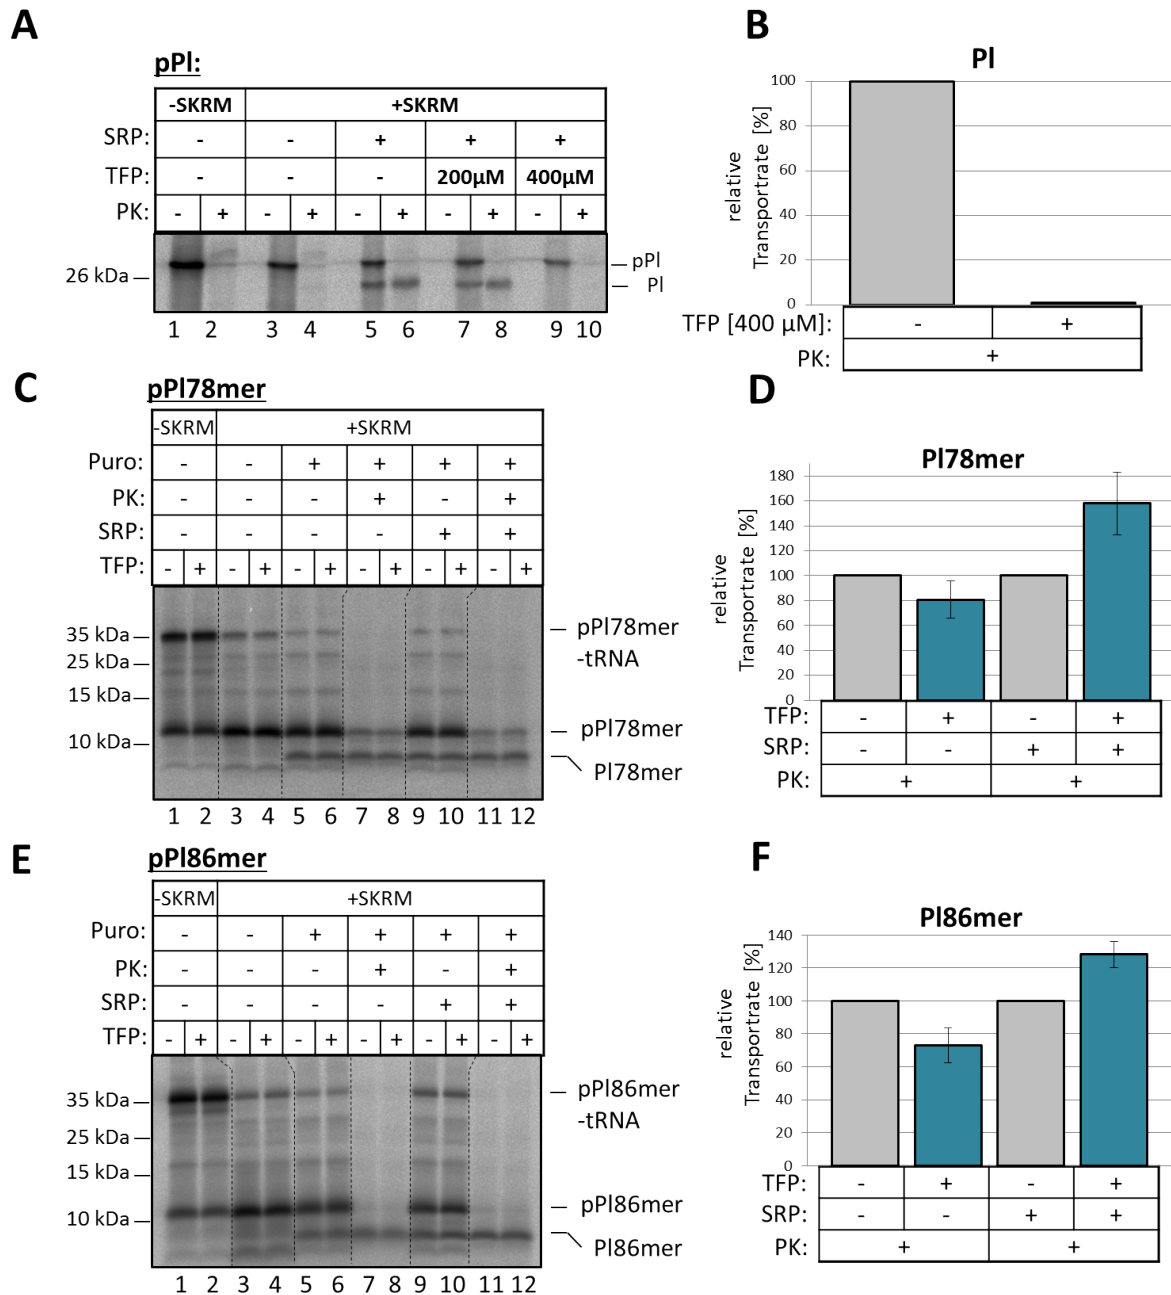 A
pPl:
-SKRM +SKRM
SRP: - - + + +
TFP: - - - 200µM 400µM
PK: - + - + - + - + - +
26 kDa
pPl
Pl
1 2 3 4 5 6 7 8 9 10
B
Pl
relative
Transportrate [%]
100
80
60
40
20
0
TFP [400 µM]: - +
PK: +
C
pPl78mer
-SKRM +SKRM
Puro: - - + + + +
PK: - - - + - +
SRP: - - - - + +
TFP: - + - + - + - + - + - +
35 kDa
25 kDa
15 kDa
10 kDa
pPl78mer
-tRNA
pPl78mer
Pl78mer
1 2 3 4 5 6 7 8 9 10 11 12
D
Pl78mer
relative
Transportrate [%]
180
160
140
120
100
80
60
40
20
0
TFP: - + - +
SRP: - - + +
PK: + +
E
pPl86mer
-SKRM +SKRM
Puro: - - + + + +
PK: - - - + - +
SRP: - - - - + +
TFP: - + - + - + - + - + - +
35 kDa
25 kDa
15 kDa
10 kDa
pPl86mer
-tRNA
pPl86mer
Pl86mer
1 2 3 4 5 6 7 8 9 10 11 12
F
Pl86mer
relative
Transportrate [%]
140
120
100
80
60
40
20
0
TFP: - + - +
SRP: - - + +
PK: + +